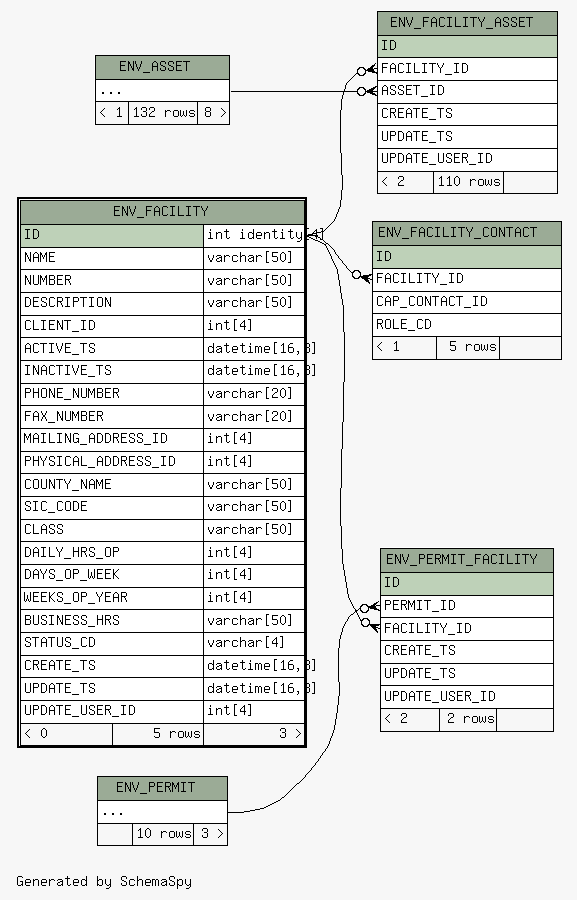 ENV_FACILITY_ASSET
ID
FACILITY_ID
ASSET_ID
CREATE_TS
UPDATE_TS
UPDATE_USER_ID
< 2 110 rows
ENV_ASSET
...
< 1 132 rows 8 >
ENV_FACILITY
ID int identity[4]
NAME varchar[50]
NUMBER varchar[50]
DESCRIPTION varchar[50]
CLIENT_ID int[4]
ACTIVE_TS datetime[16,3]
INACTIVE_TS datetime[16,3]
PHONE_NUMBER varchar[20]
FAX_NUMBER varchar[20]
MAILING_ADDRESS_ID int[4]
PHYSICAL_ADDRESS_ID int[4]
COUNTY_NAME varchar[50]
SIC_CODE varchar[50]
CLASS varchar[50]
DAILY_HRS_OP int[4]
DAYS_OP_WEEK int[4]
WEEKS_OP_YEAR int[4]
BUSINESS_HRS varchar[50]
STATUS_CD varchar[4]
CREATE_TS datetime[16,3]
UPDATE_TS datetime[16,3]
UPDATE_USER_ID int[4]
< 0 5 rows 3 >
ENV_FACILITY_CONTACT
ID
FACILITY_ID
CAP_CONTACT_ID
ROLE_CD
< 1 5 rows
ENV_PERMIT_FACILITY
ID
PERMIT_ID
FACILITY_ID
CREATE_TS
UPDATE_TS
UPDATE_USER_ID
< 2 2 rows
ENV_PERMIT
...
10 rows 3 >
Generated by SchemaSpy